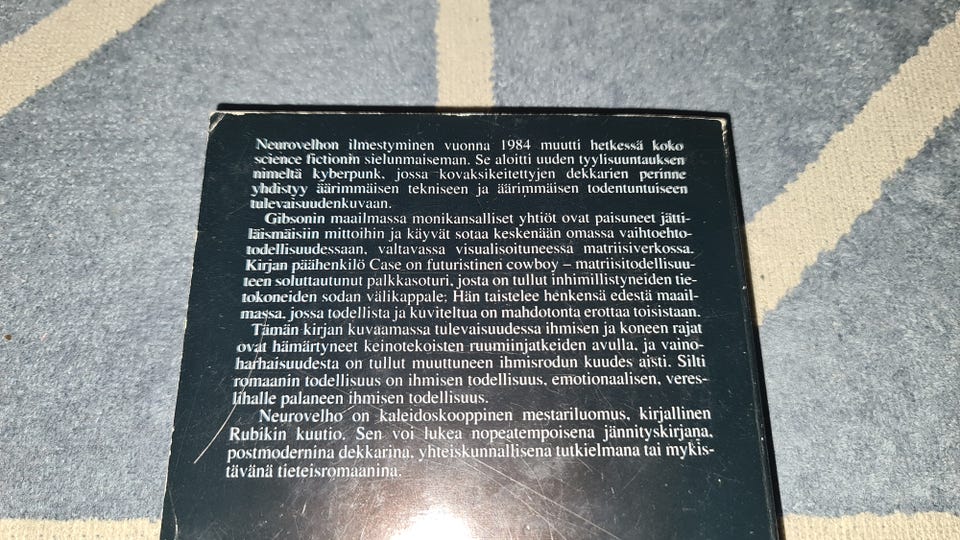 Neurovelhon ilmestyminen vuonna 1984 muutti hetkessä koko
science fictionin sielunmaiseman. Se aloitti uuden tyylisuuntauksen
nimeltä kyberpunk, jossa kovaksikeitettyjen dekkarien perinne
yhdistyy äärimmäisen tekniseen ja äärimmäisen todentuntuiseen
tulevaisuudenkuvaan.
Gibsonin maailmassa monikansalliset yhtiöt ovat paisuneet jätti-
läismäisiin mittoihin ja käyvät sotaa keskenään omassa vaihtoehto-
todellisuudessaan, valtavassa visualisoituneessa matriisiverkossa.
Kirjan päähenkilö Case on futuristinen cowboy – matriisitodellisuu-
teen soluttautunut palkkasoturi, josta on tullut inhimillistyneiden tie-
tokoneiden sodan välikappale. Hän taistelee henkensä edestä maail-
massa, jossa todellista ja kuviteltua on mahdotonta erottaa toisistaan.
Tämän kirjan kuvaamassa tulevaisuudessa ihmisen ja koneen rajat
ovat hämärtyneet keinotekoisten ruumiinjatkeiden avulla, ja vaino-
harhaisuudesta on tullut muuttuneen ihmisrodun kuudes aisti. Silti
romaanin todellisuus on ihmisen todellisuus, emotionaalisen, veres-
lihalle palaneen ihmisen todellisuus.
Neurovelho on kaleidoskooppinen mestariluomus, kirjallinen
Rubikin kuutio. Sen voi lukea nopeatempoisena jännityskirjana,
postmodernina dekkarina, yhteiskunnallisena tutkielmana tai mykis-
tävänä tieteisromaanina.